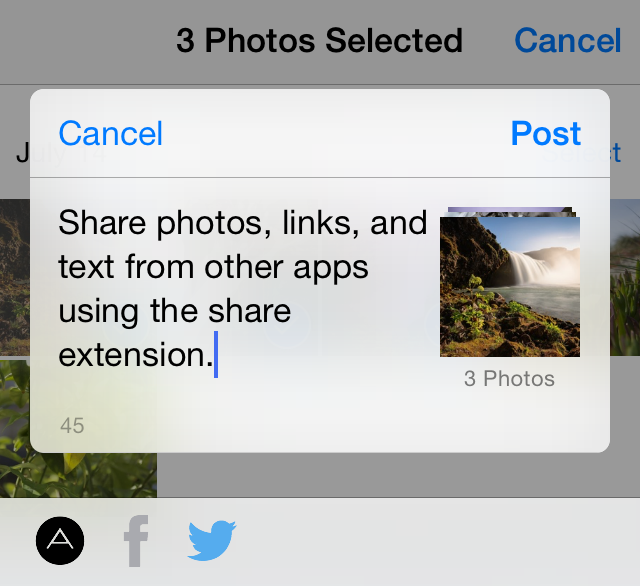 3 Photos Selected Cancel
Cancel Post
Share photos, links, and
text from other apps
using the share
extension.
3 Photos
45